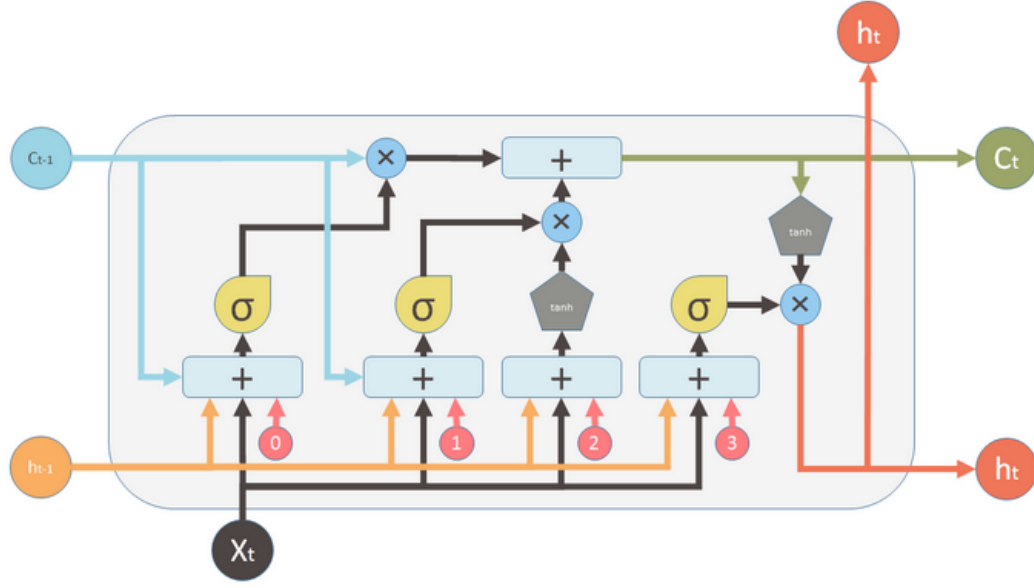 hₜ
Cₜ₋₁
×
+
Cₜ
×
tanh
σ
σ
tanh
σ
×
+
+
+
+
0
1
2
3
hₜ₋₁
hₜ
Xₜ